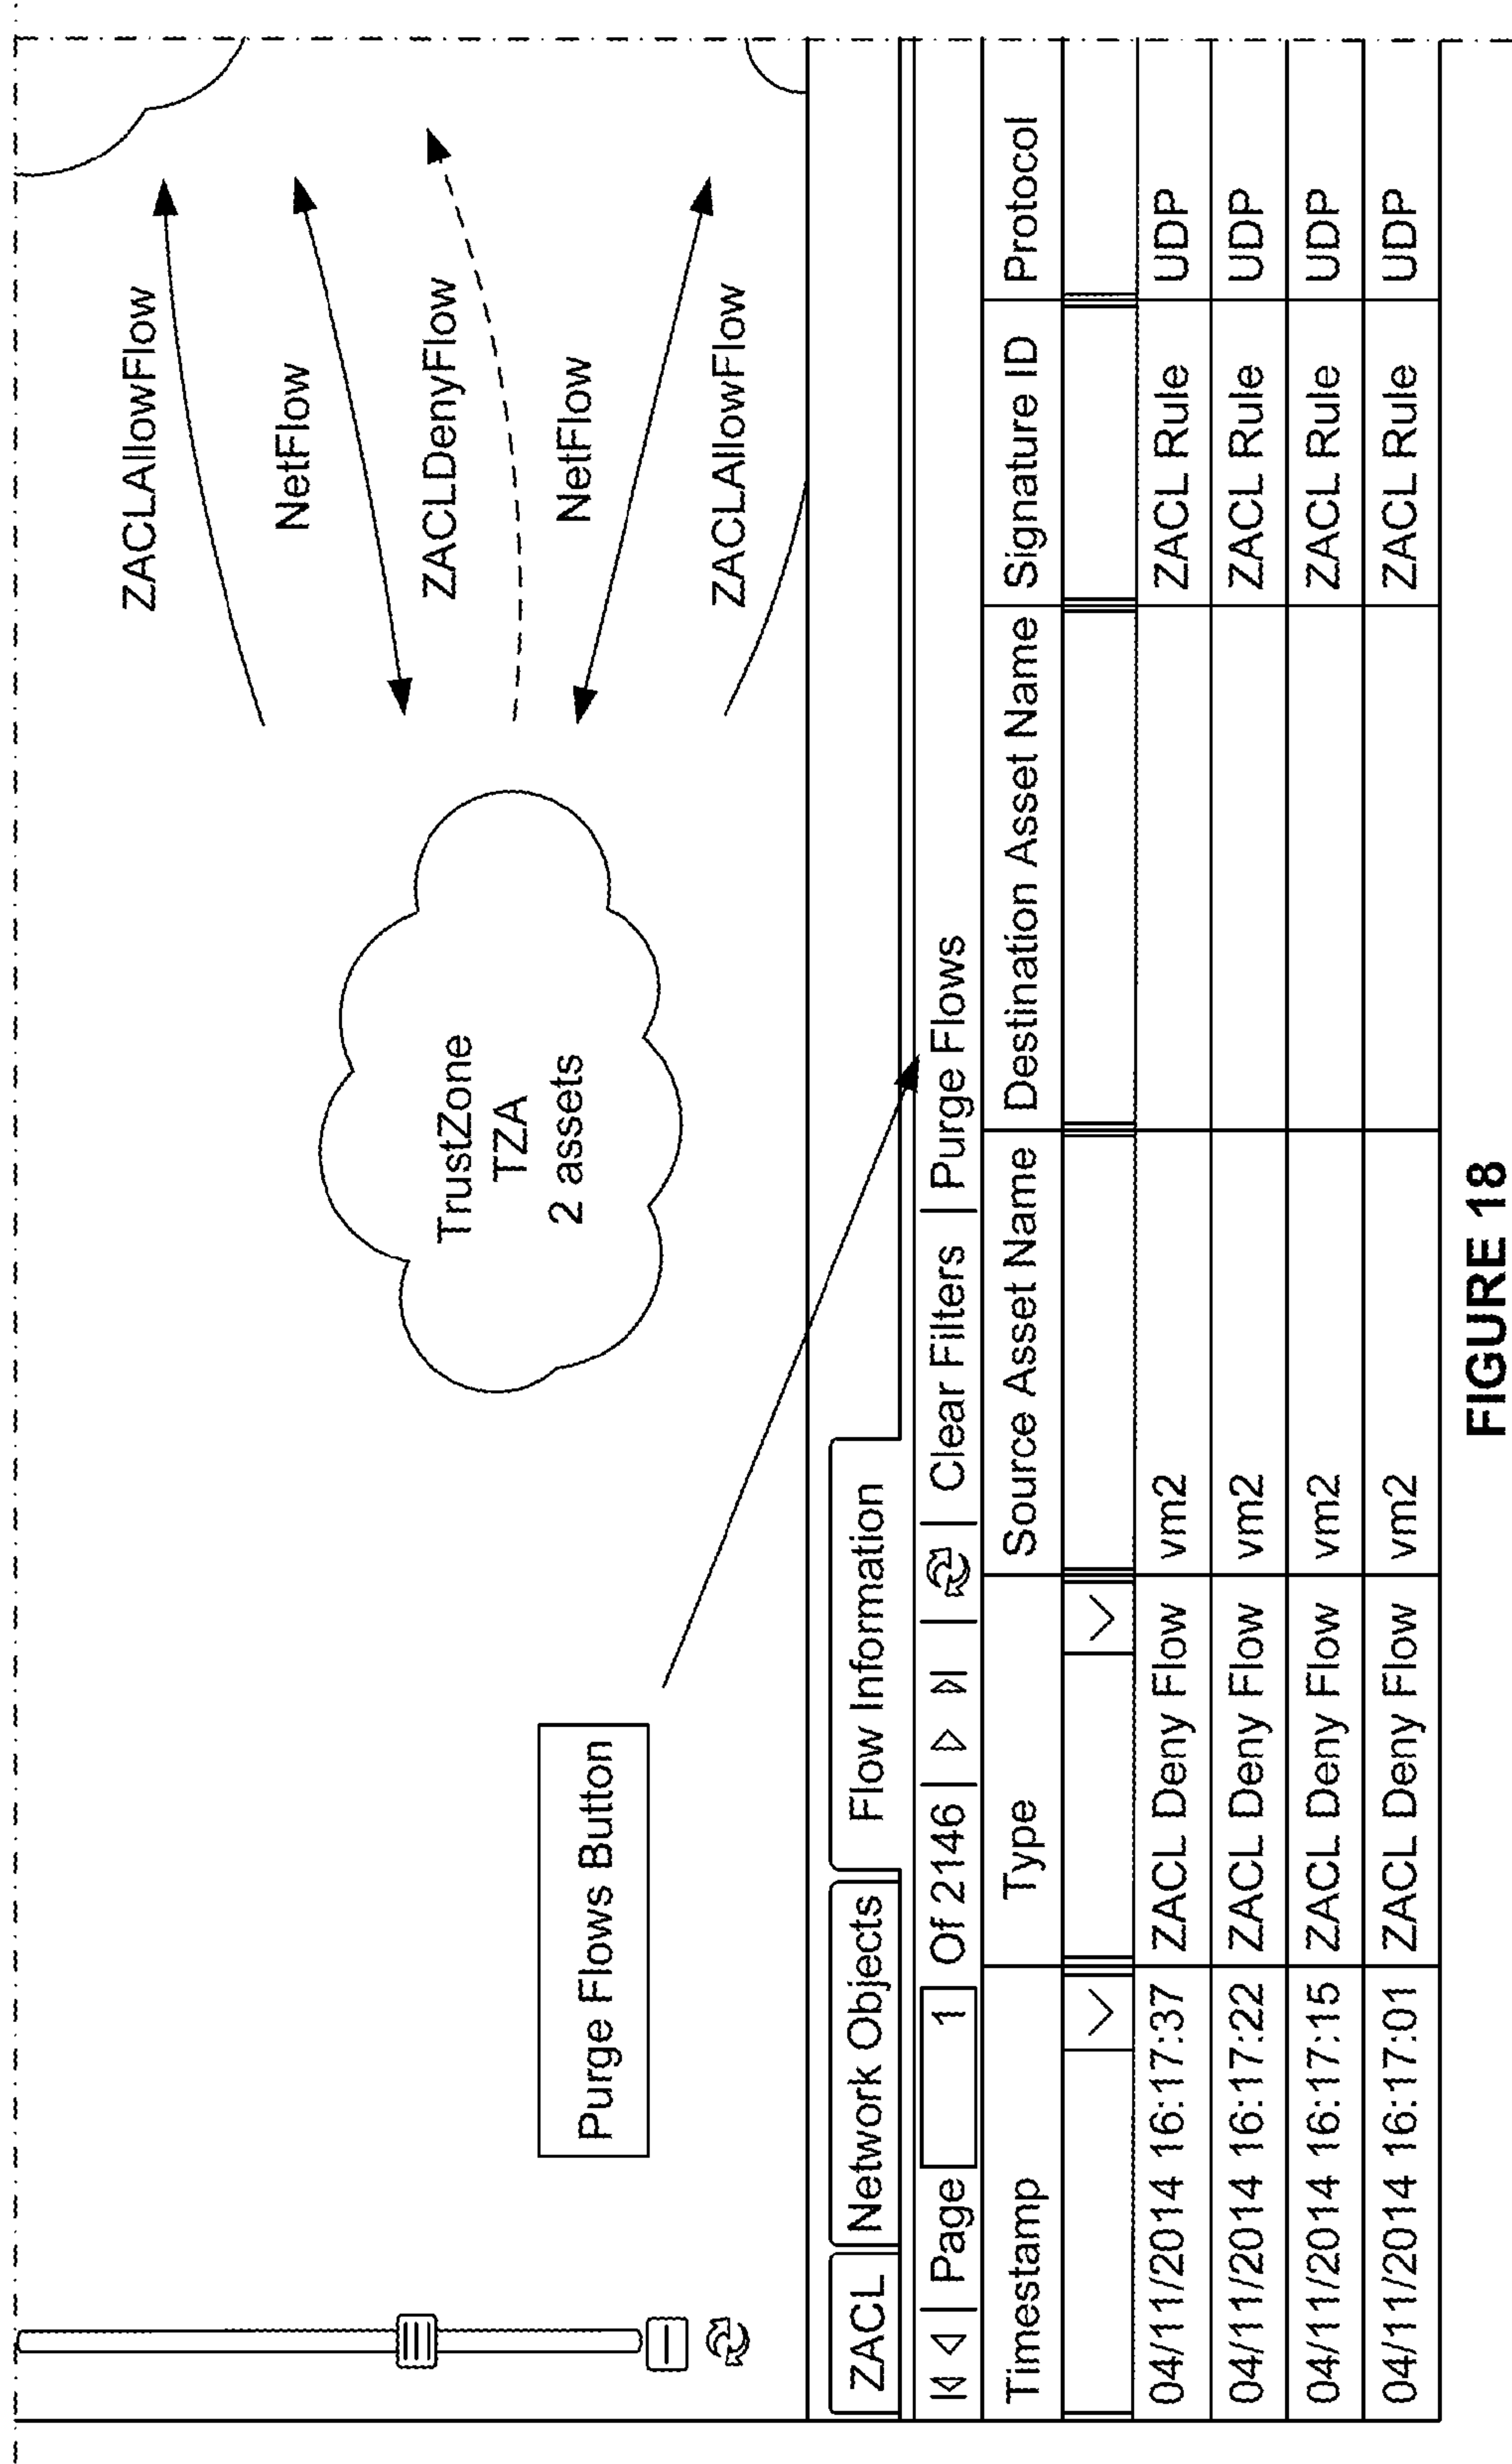 ZACLAllowFlow
NetFlow
ZACLDenyFlow
NetFlow
ZACLAllowFlow
TrustZone
TZA
2 assets
Purge Flows Button
ZACL Network Objects Flow Information
Page 1 Of 2146 Clear Filters Purge Flows
Timestamp Type Source Asset Name Destination Asset Name Signature ID Protocol
04/11/2014 16:17:37 ZACL Deny Flow vm2 ZACL Rule UDP
04/11/2014 16:17:22 ZACL Deny Flow vm2 ZACL Rule UDP
04/11/2014 16:17:15 ZACL Deny Flow vm2 ZACL Rule UDP
04/11/2014 16:17:01 ZACL Deny Flow vm2 ZACL Rule UDP
FIGURE 18